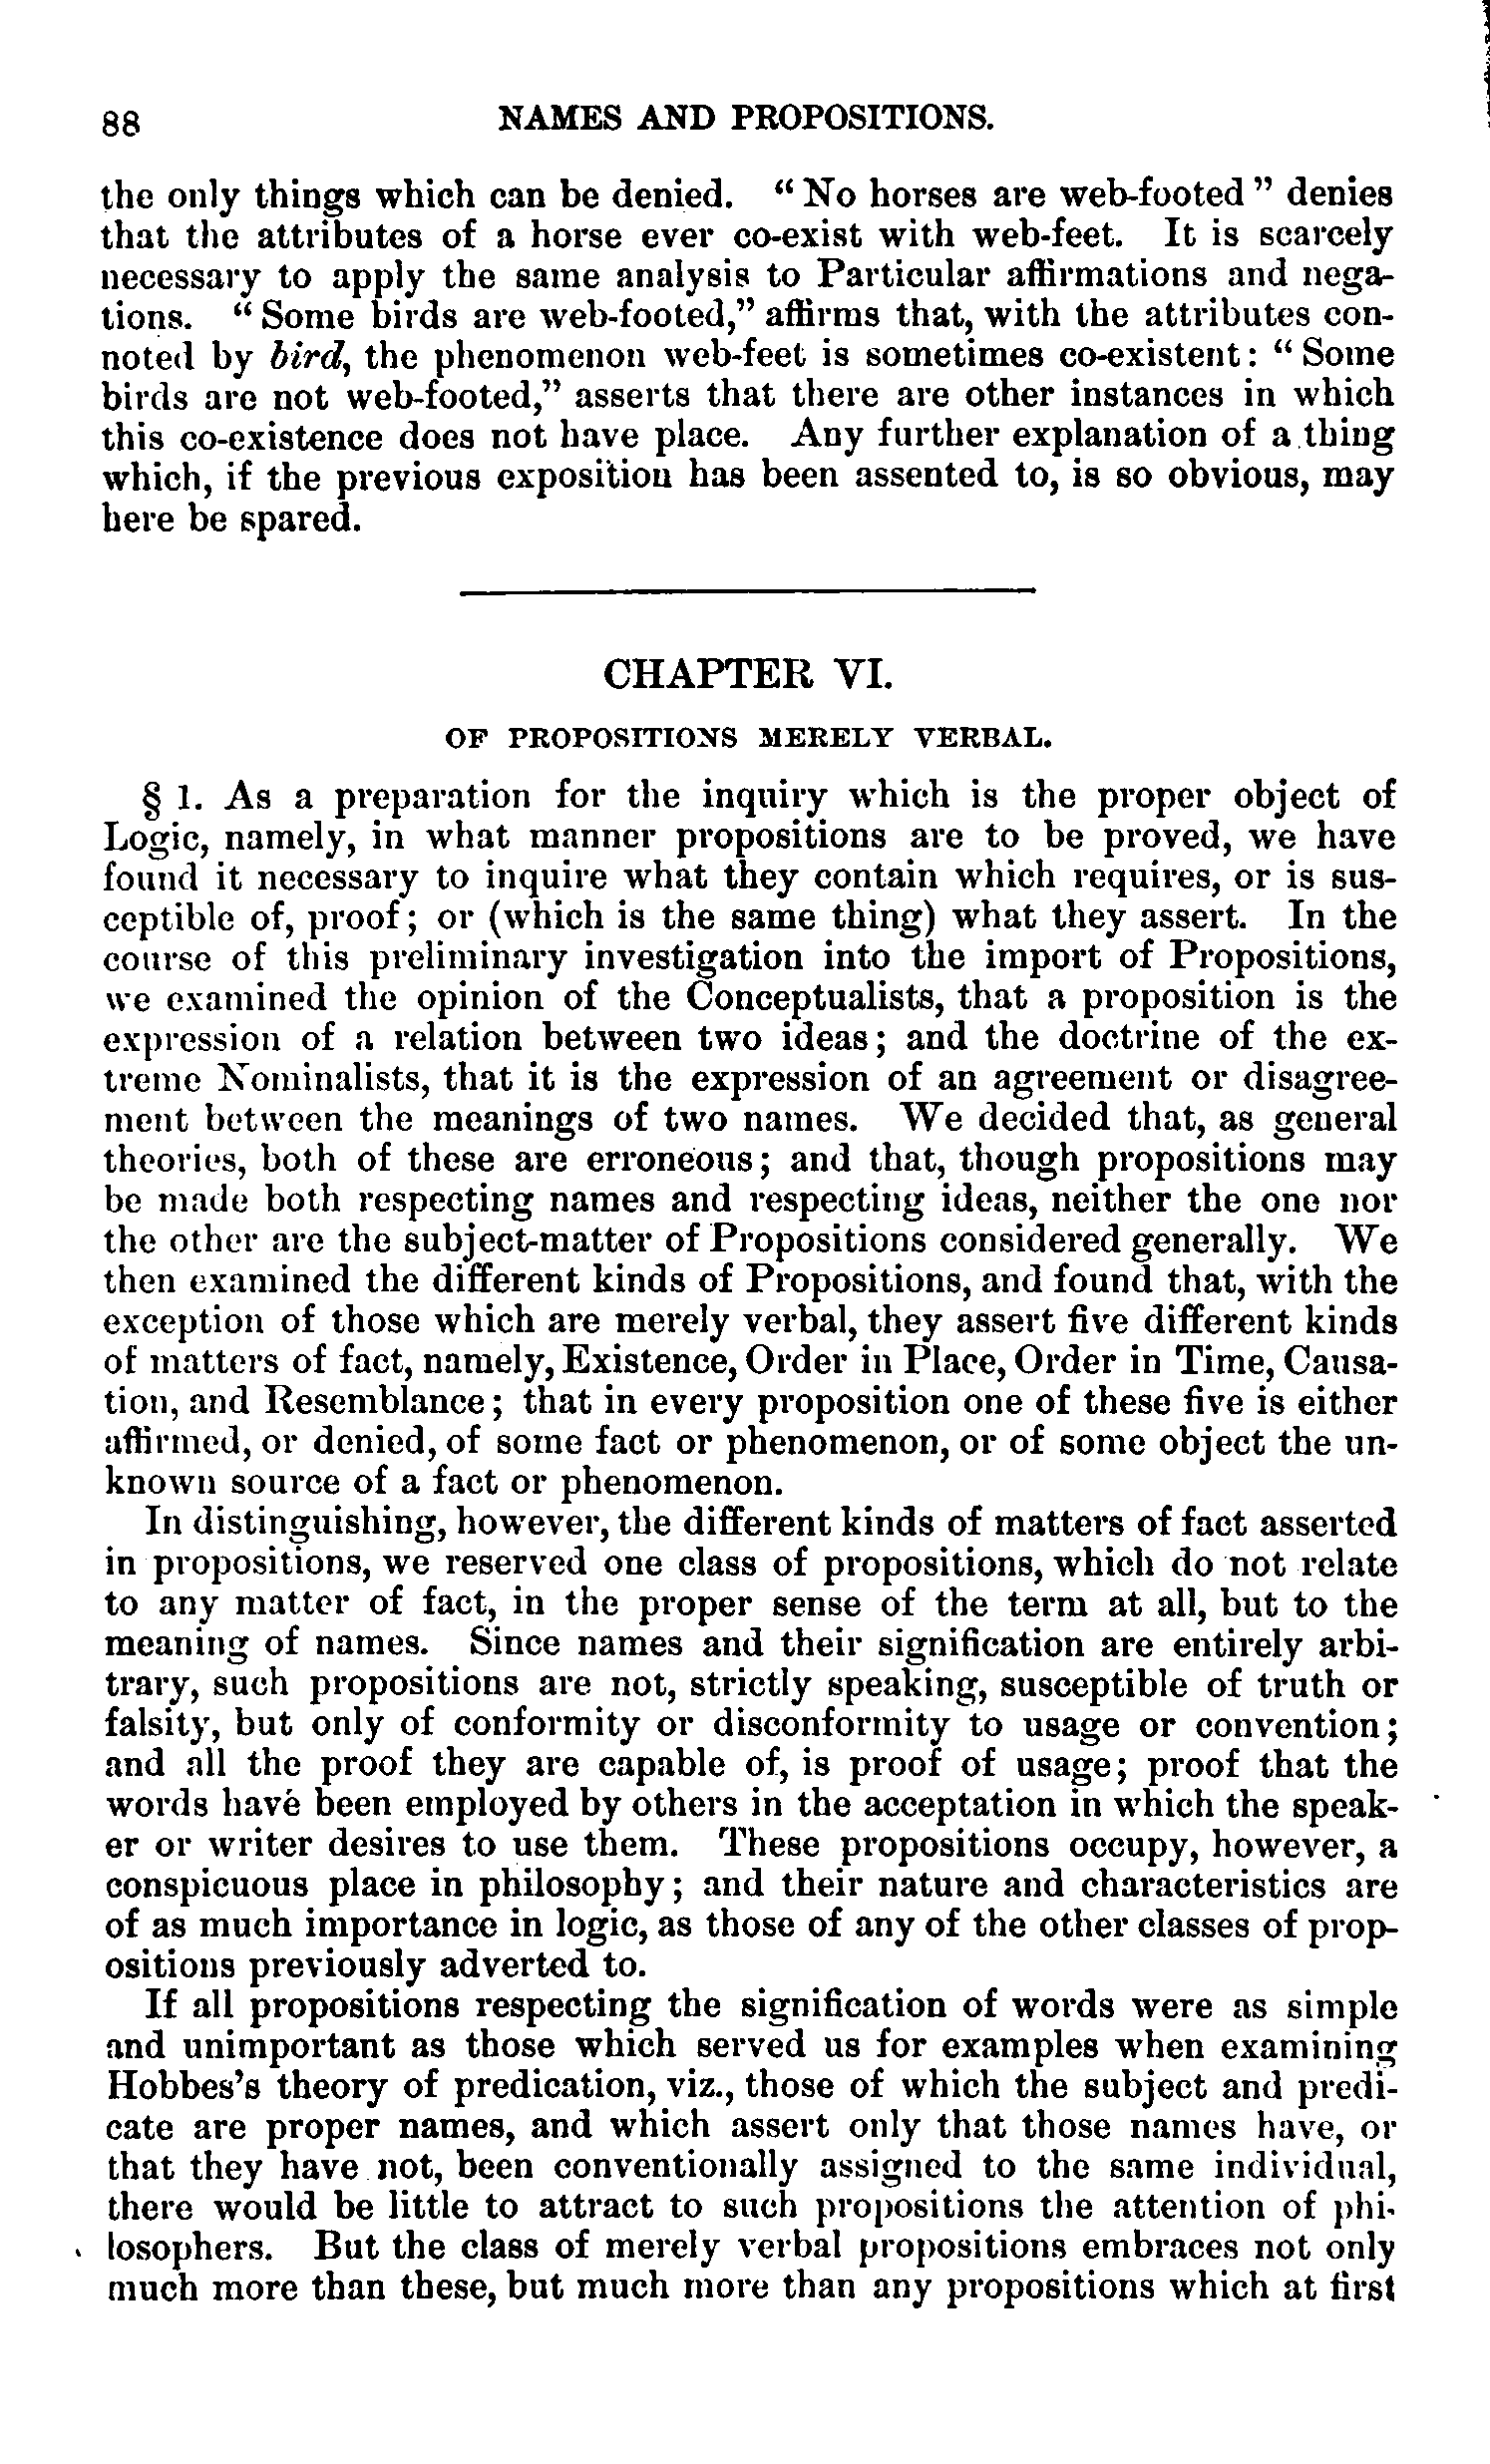 88 NAMES AND PROPOSITIONS.
the only things which can be denied. “ No horses are web-footed ” denies
that the attributes of a horse ever co-exist with web-feet. It is scarcely
necessary to apply the same analysis to Particular affirmations and nega-
tions. “ Some birds are web-footed,” affirms that, with the attributes con-
noted by bird, the phenomenon web-feet is sometimes co-existent: “ Some
birds are not web-footed,” asserts that there are other instances in which
this co-existence does not have place. Any further explanation of a thing
which, if the previous exposition has been assented to, is so obvious, may
here be spared.
CHAPTER VI.
OF PROPOSITIONS MERELY VERBAL.
§ 1. As a preparation for the inquiry which is the proper object of
Logic, namely, in what manner propositions are to be proved, we have
found it necessary to inquire what they contain which requires, or is sus-
ceptible of, proof; or (which is the same thing) what they assert. In the
course of this preliminary investigation into the import of Propositions,
we examined the opinion of the Conceptualists, that a proposition is the
expression of a relation between two ideas; and the doctrine of the ex-
treme Nominalists, that it is the expression of an agreement or disagree-
ment between the meanings of two names. We decided that, as general
theories, both of these are erroneous; and that, though propositions may
be made both respecting names and respecting ideas, neither the one nor
the other are the subject-matter of Propositions considered generally. We
then examined the different kinds of Propositions, and found that, with the
exception of those which are merely verbal, they assert five different kinds
of matters of fact, namely, Existence, Order in Place, Order in Time, Causa-
tion, and Resemblance; that in every proposition one of these five is either
affirmed, or denied, of some fact or phenomenon, or of some object the un-
known source of a fact or phenomenon.
In distinguishing, however, the different kinds of matters of fact asserted
in propositions, we reserved one class of propositions, which do not relate
to any matter of fact, in the proper sense of the term at all, but to the
meaning of names. Since names and their signification are entirely arbi-
trary, such propositions are not, strictly speaking, susceptible of truth or
falsity, but only of conformity or disconformity to usage or convention;
and all the proof they are capable of, is proof of usage; proof that the
words have been employed by others in the acceptation in which the speak-
er or writer desires to use them. These propositions occupy, however, a
conspicuous place in philosophy; and their nature and characteristics are
of as much importance in logic, as those of any of the other classes of prop-
ositions previously adverted to.
If all propositions respecting the signification of words were as simple
and unimportant as those which served us for examples when examining
Hobbes’s theory of predication, viz., those of which the subject and predi-
cate are proper names, and which assert only that those names have, or
that they have not, been conventionally assigned to the same individual,
there would be little to attract to such propositions the attention of phi-
losophers. But the class of merely verbal propositions embraces not only
much more than these, but much more than any propositions which at first